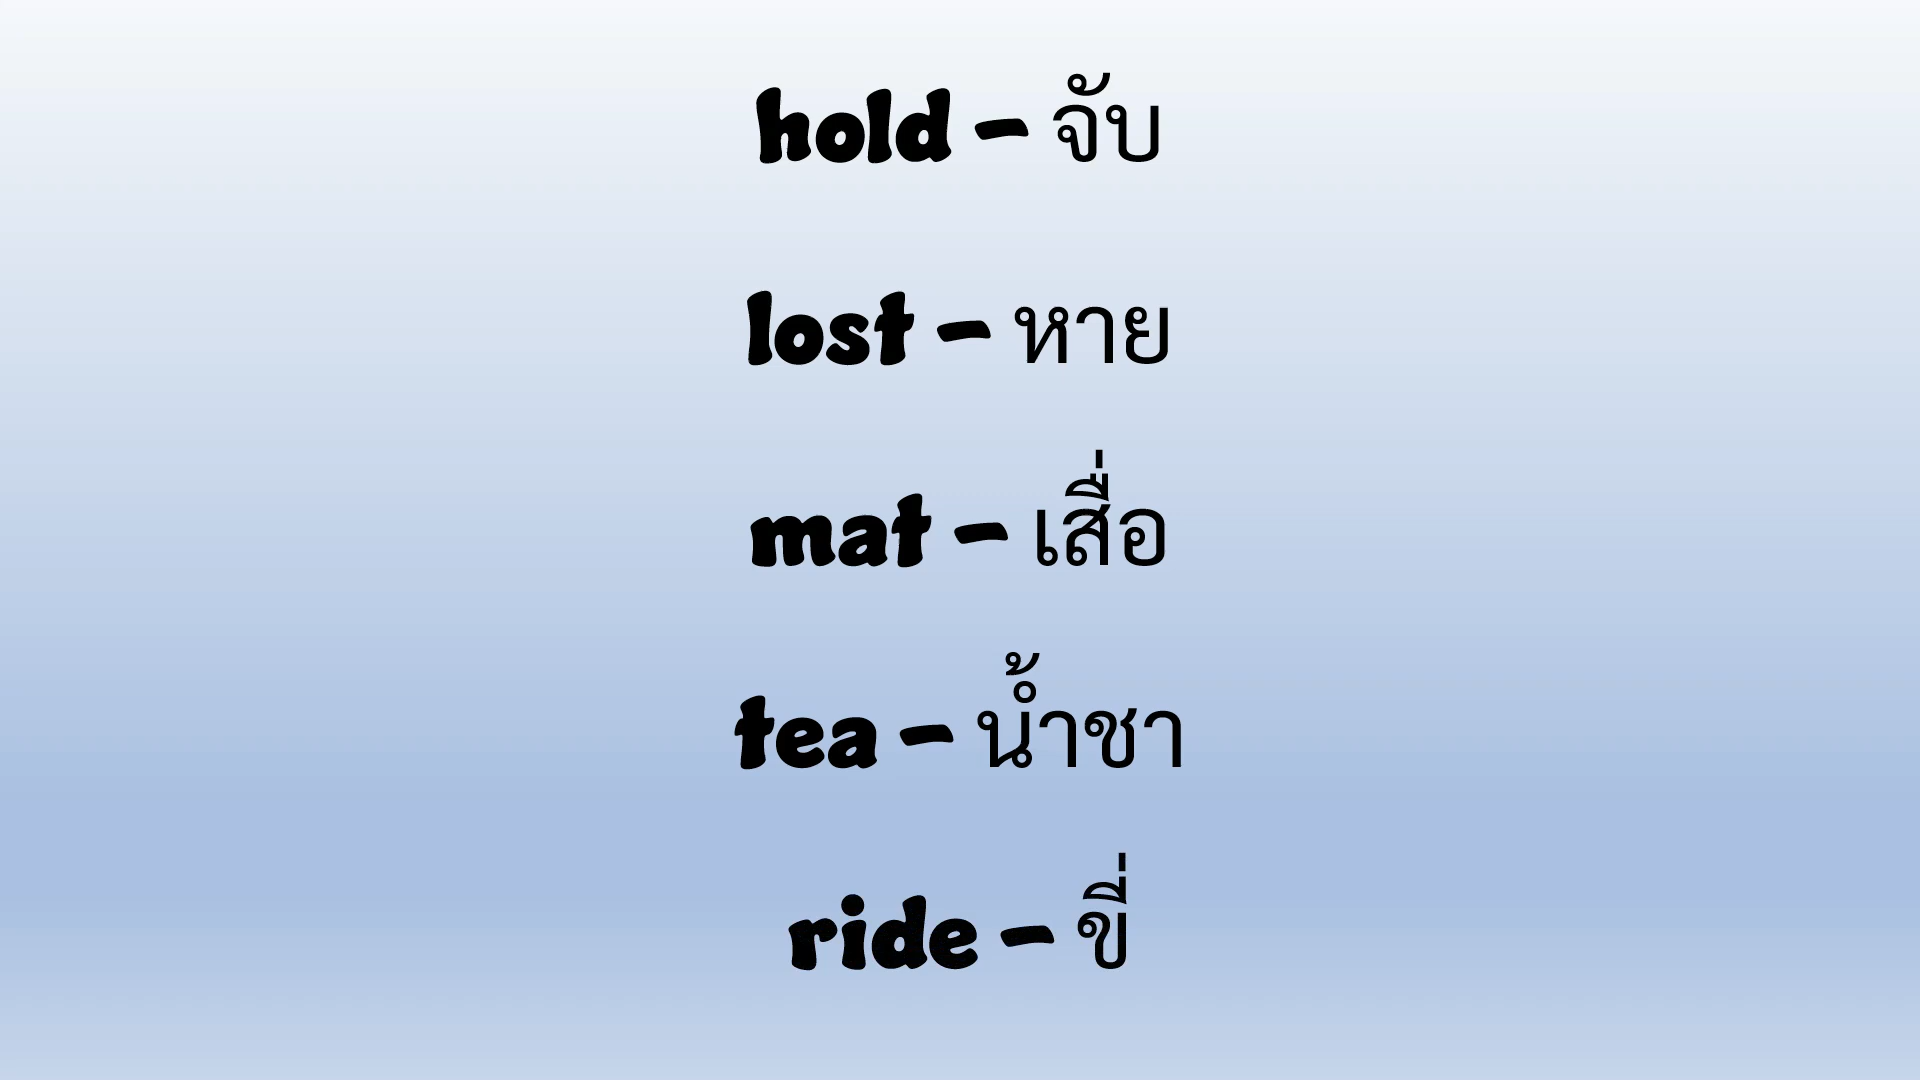 hold – จับ
lost – หาย
mat – เสื่อ
tea – น้ำชา
ride – ขี่